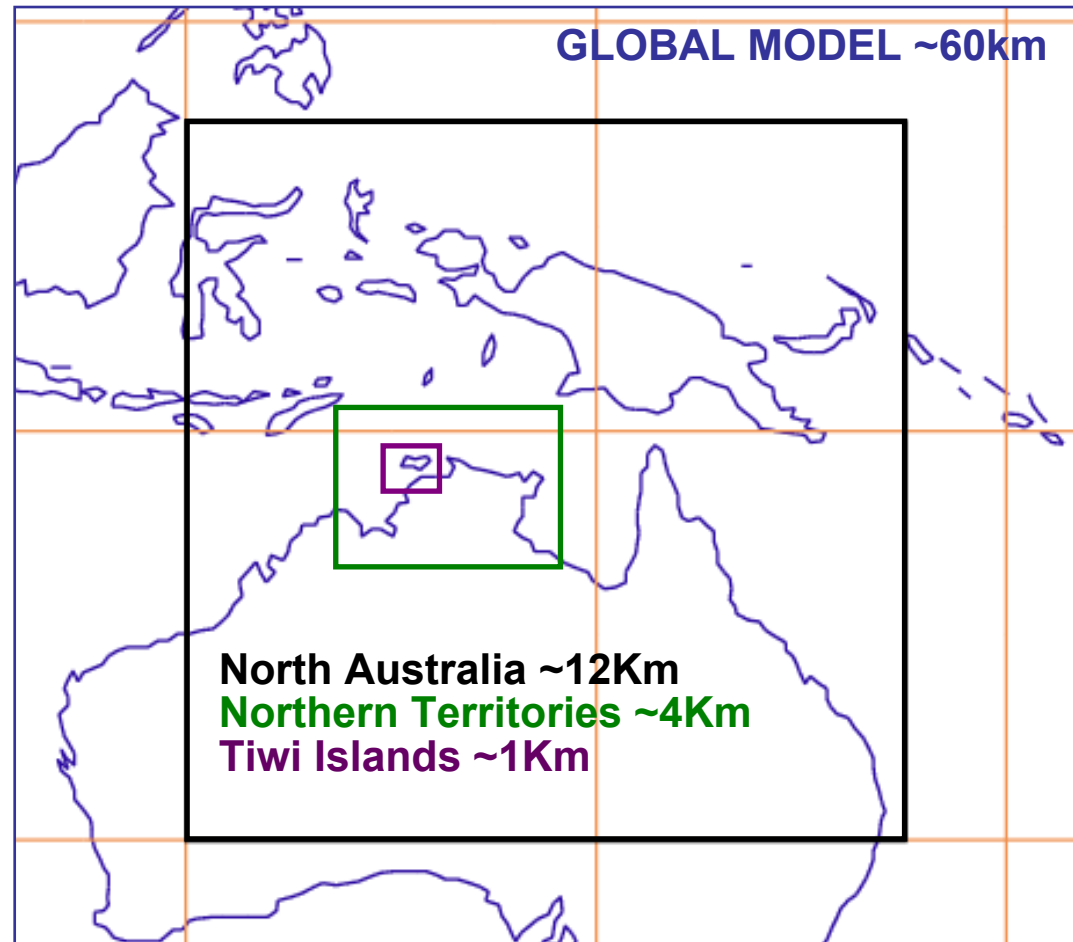 GLOBAL MODEL ~60km
North Australia ~12Km
Northern Territories ~4Km
Tiwi Islands ~1Km